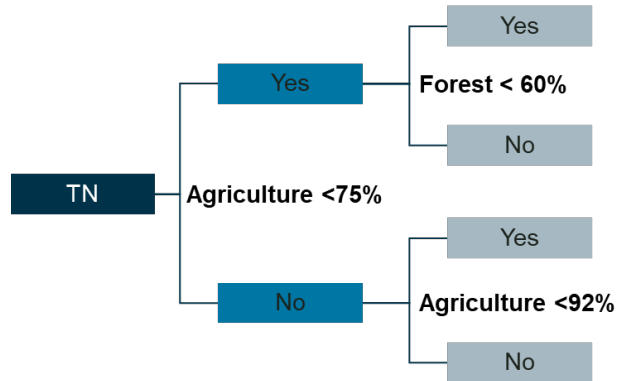 Yes
Yes
Forest < 60%
No
TN
Agriculture <75%
Yes
No
Agriculture <92%
No